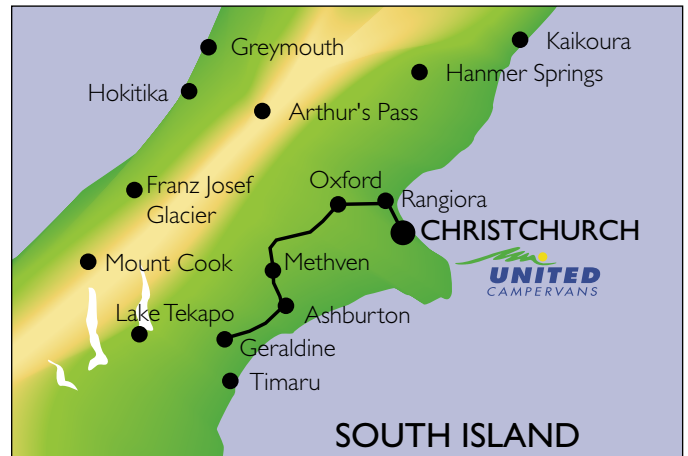 Greymouth
Kaikoura
Hanmer Springs
Hokitika
Arthur's Pass
Franz Josef
Glacier
Oxford
Rangiora
CHRISTCHURCH
UNITED
CAMPERVANS
Mount Cook
Methven
Lake Tekapo
Ashburton
Geraldine
Timaru
SOUTH ISLAND